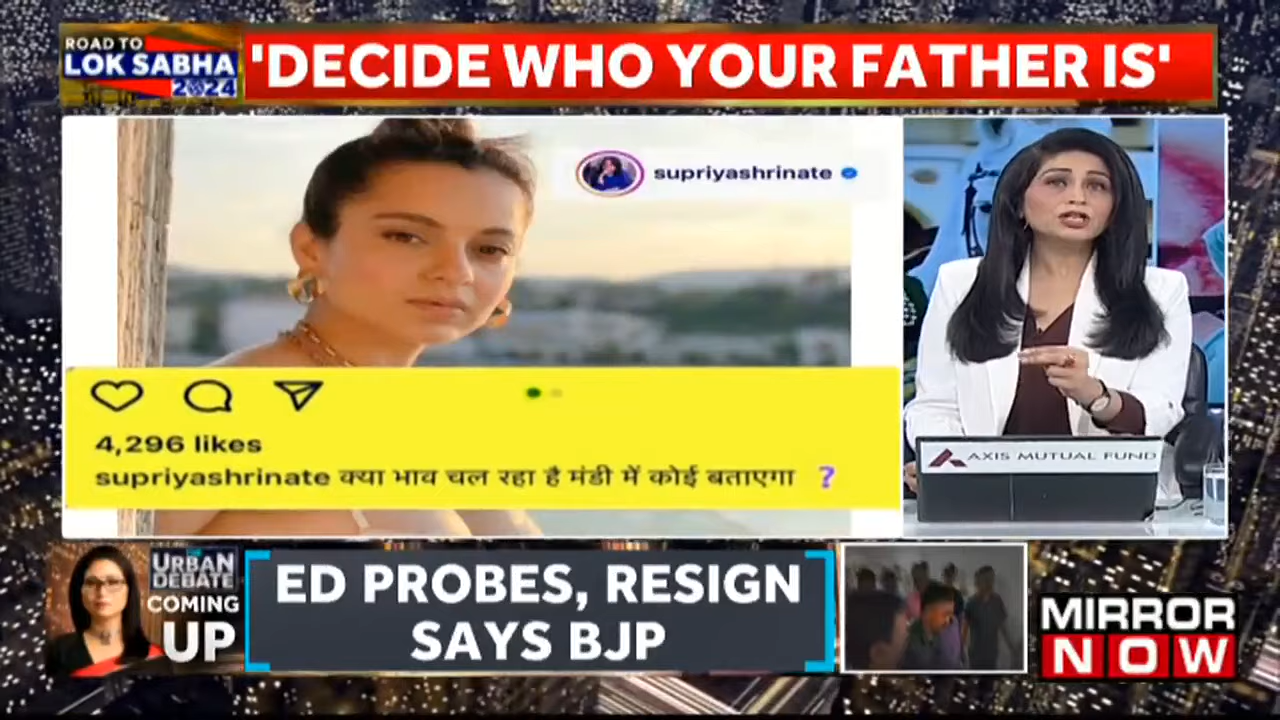 ROAD TO
LOK SABHA
2024
'DECIDE WHO YOUR FATHER IS'
supriyashrinate
4,296 likes
supriyashrinate क्या भाव चल रहा है मंडी में कोई बताएगा ?
AXIS MUTUAL FUND
THE
URBAN
DEBATE
COMING
UP
ED PROBES, RESIGN
SAYS BJP
MIRROR
NOW